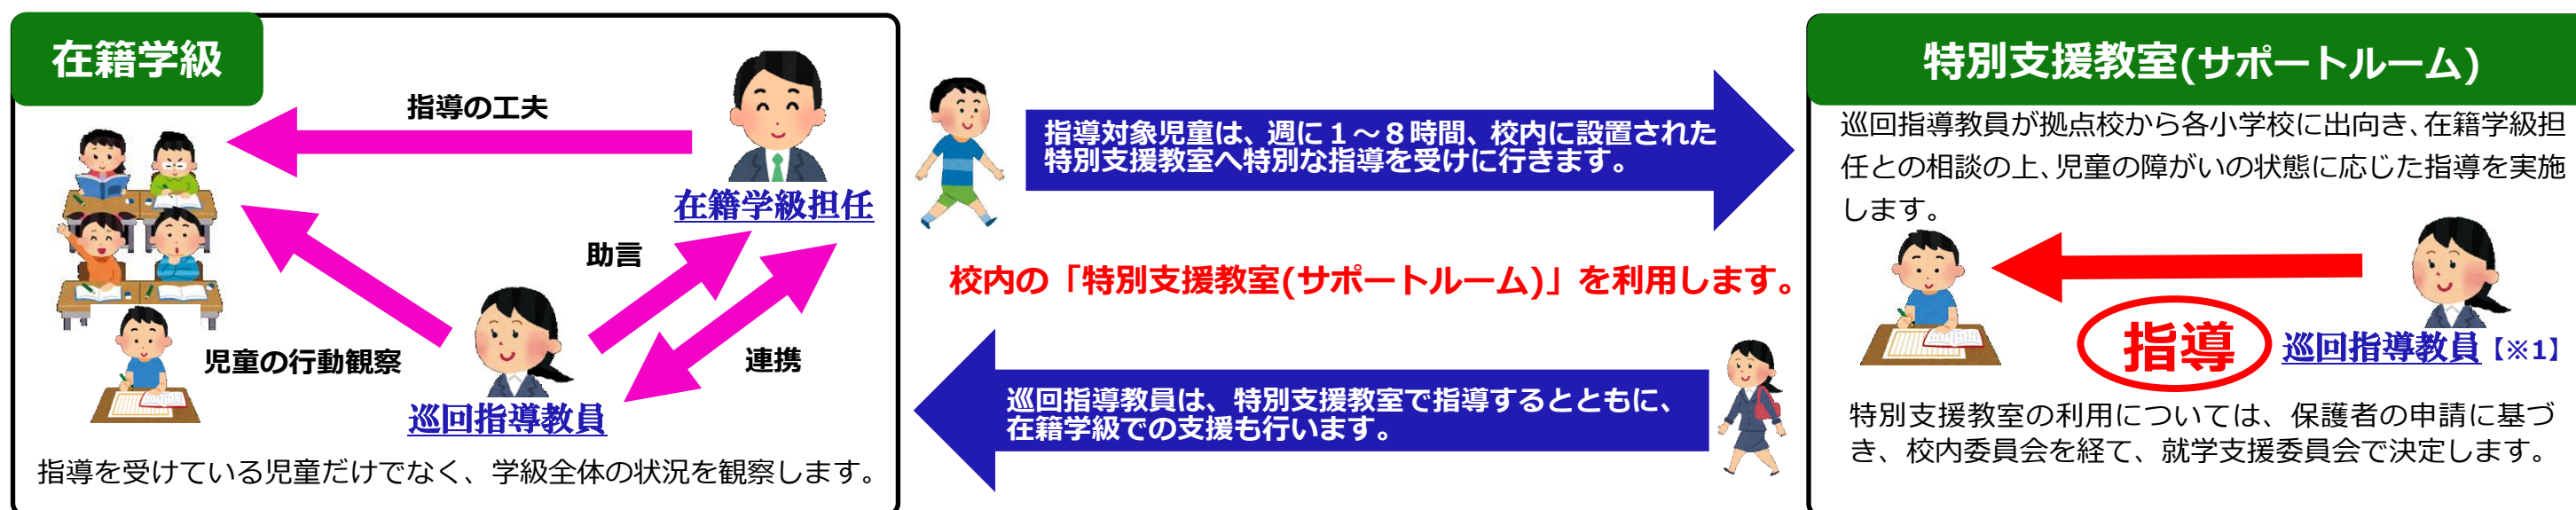 在籍学級
指導の工夫
在籍学級担任
助言
児童の行動観察
連携
巡回指導教員
指導を受けている児童だけでなく、学級全体の状況を観察します。
指導対象児童は、週に１～８時間、校内に設置された
特別支援教室へ特別な指導を受けに行きます。
校内の「特別支援教室(サポートルーム)」を利用します。
巡回指導教員は、特別支援教室で指導するとともに、
在籍学級での支援も行います。
特別支援教室(サポートルーム)
巡回指導教員が拠点校から各小学校に出向き、在籍学級担
任との相談の上、児童の障がいの状態に応じた指導を実施
します。
指導
巡回指導教員【※1】
特別支援教室の利用については、保護者の申請に基づ
き、校内委員会を経て、就学支援委員会で決定します。